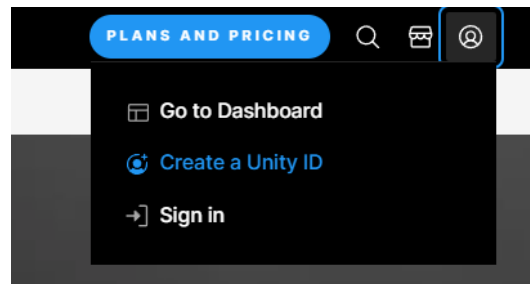 PLANS AND PRICING
Go to Dashboard
Create a Unity ID
Sign in